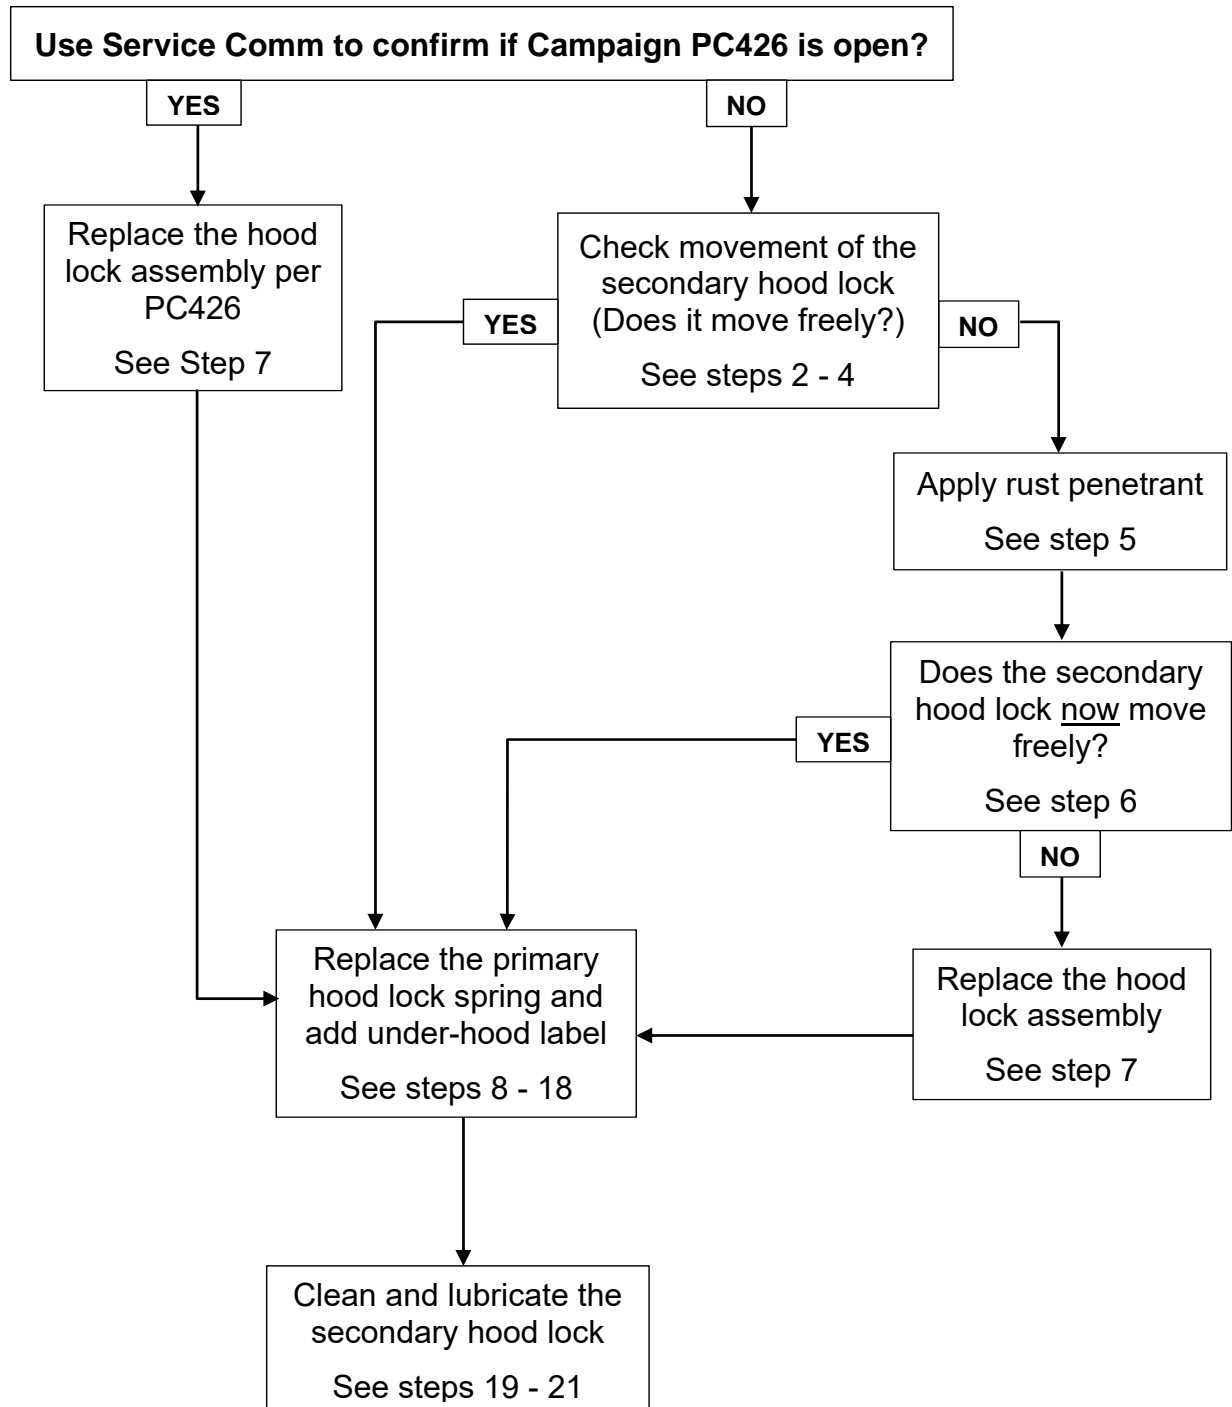 Use Service Comm to confirm if Campaign PC426 is open?
YES
NO
Replace the hood
lock assembly per
PC426
See Step 7
Check movement of the
secondary hood lock
(Does it move freely?)
See steps 2 - 4
YES
NO
Apply rust penetrant
See step 5
Does the secondary
hood lock now move
freely?
See step 6
YES
NO
Replace the primary
hood lock spring and
add under-hood label
See steps 8 - 18
Replace the hood
lock assembly
See step 7
Clean and lubricate the
secondary hood lock
See steps 19 - 21